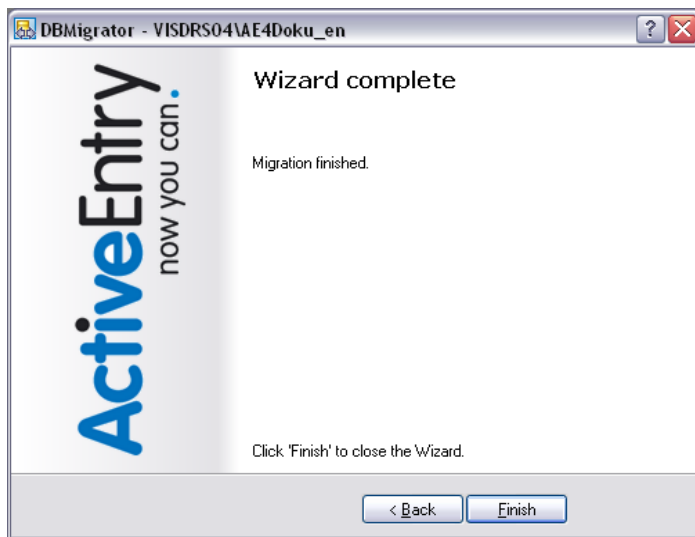 DBMigrator - VISDRS04\AE4Doku_en
ActiveEntry
now you can.
Wizard complete
Migration finished.
Click 'Finish' to close the Wizard.
< Back
Finish